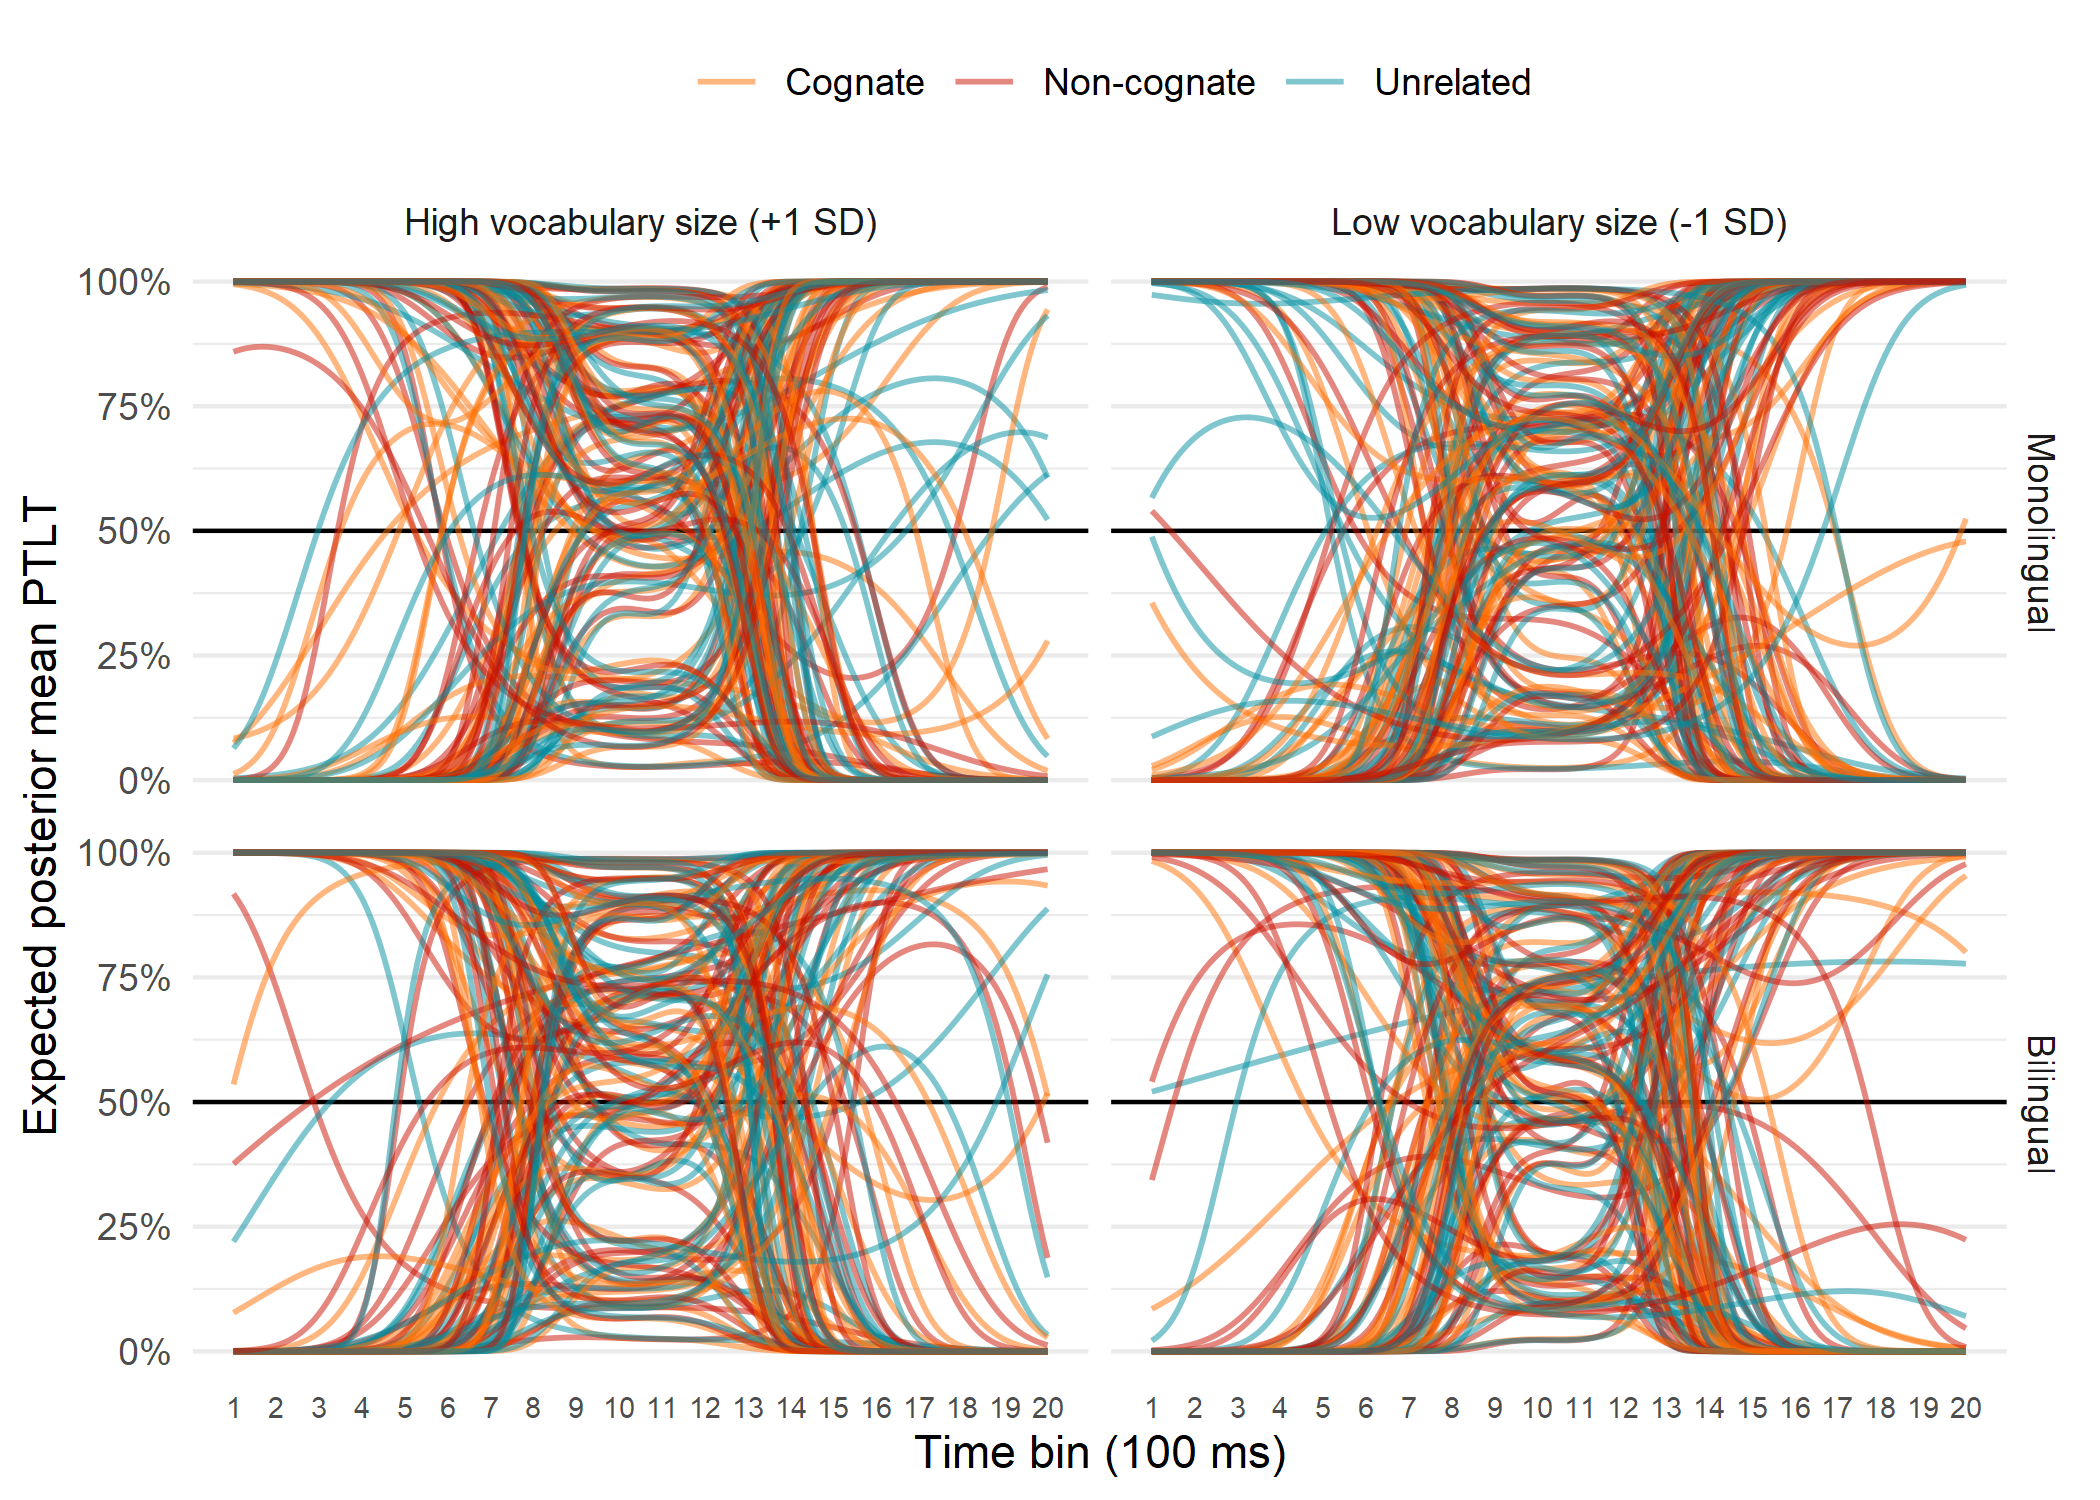 Cognate Non-cognate Unrelated
High vocabulary size (+1 SD) Low vocabulary size (-1 SD)
Expected posterior mean PTLT
100%
75%
50%
25%
0%
Monolingual
100%
75%
50%
25%
0%
Bilingual
1 2 3 4 5 6 7 8 9 10 11 12 13 14 15 16 17 18 19 20 1 2 3 4 5 6 7 8 9 10 11 12 13 14 15 16 17 18 19 20
Time bin (100 ms)